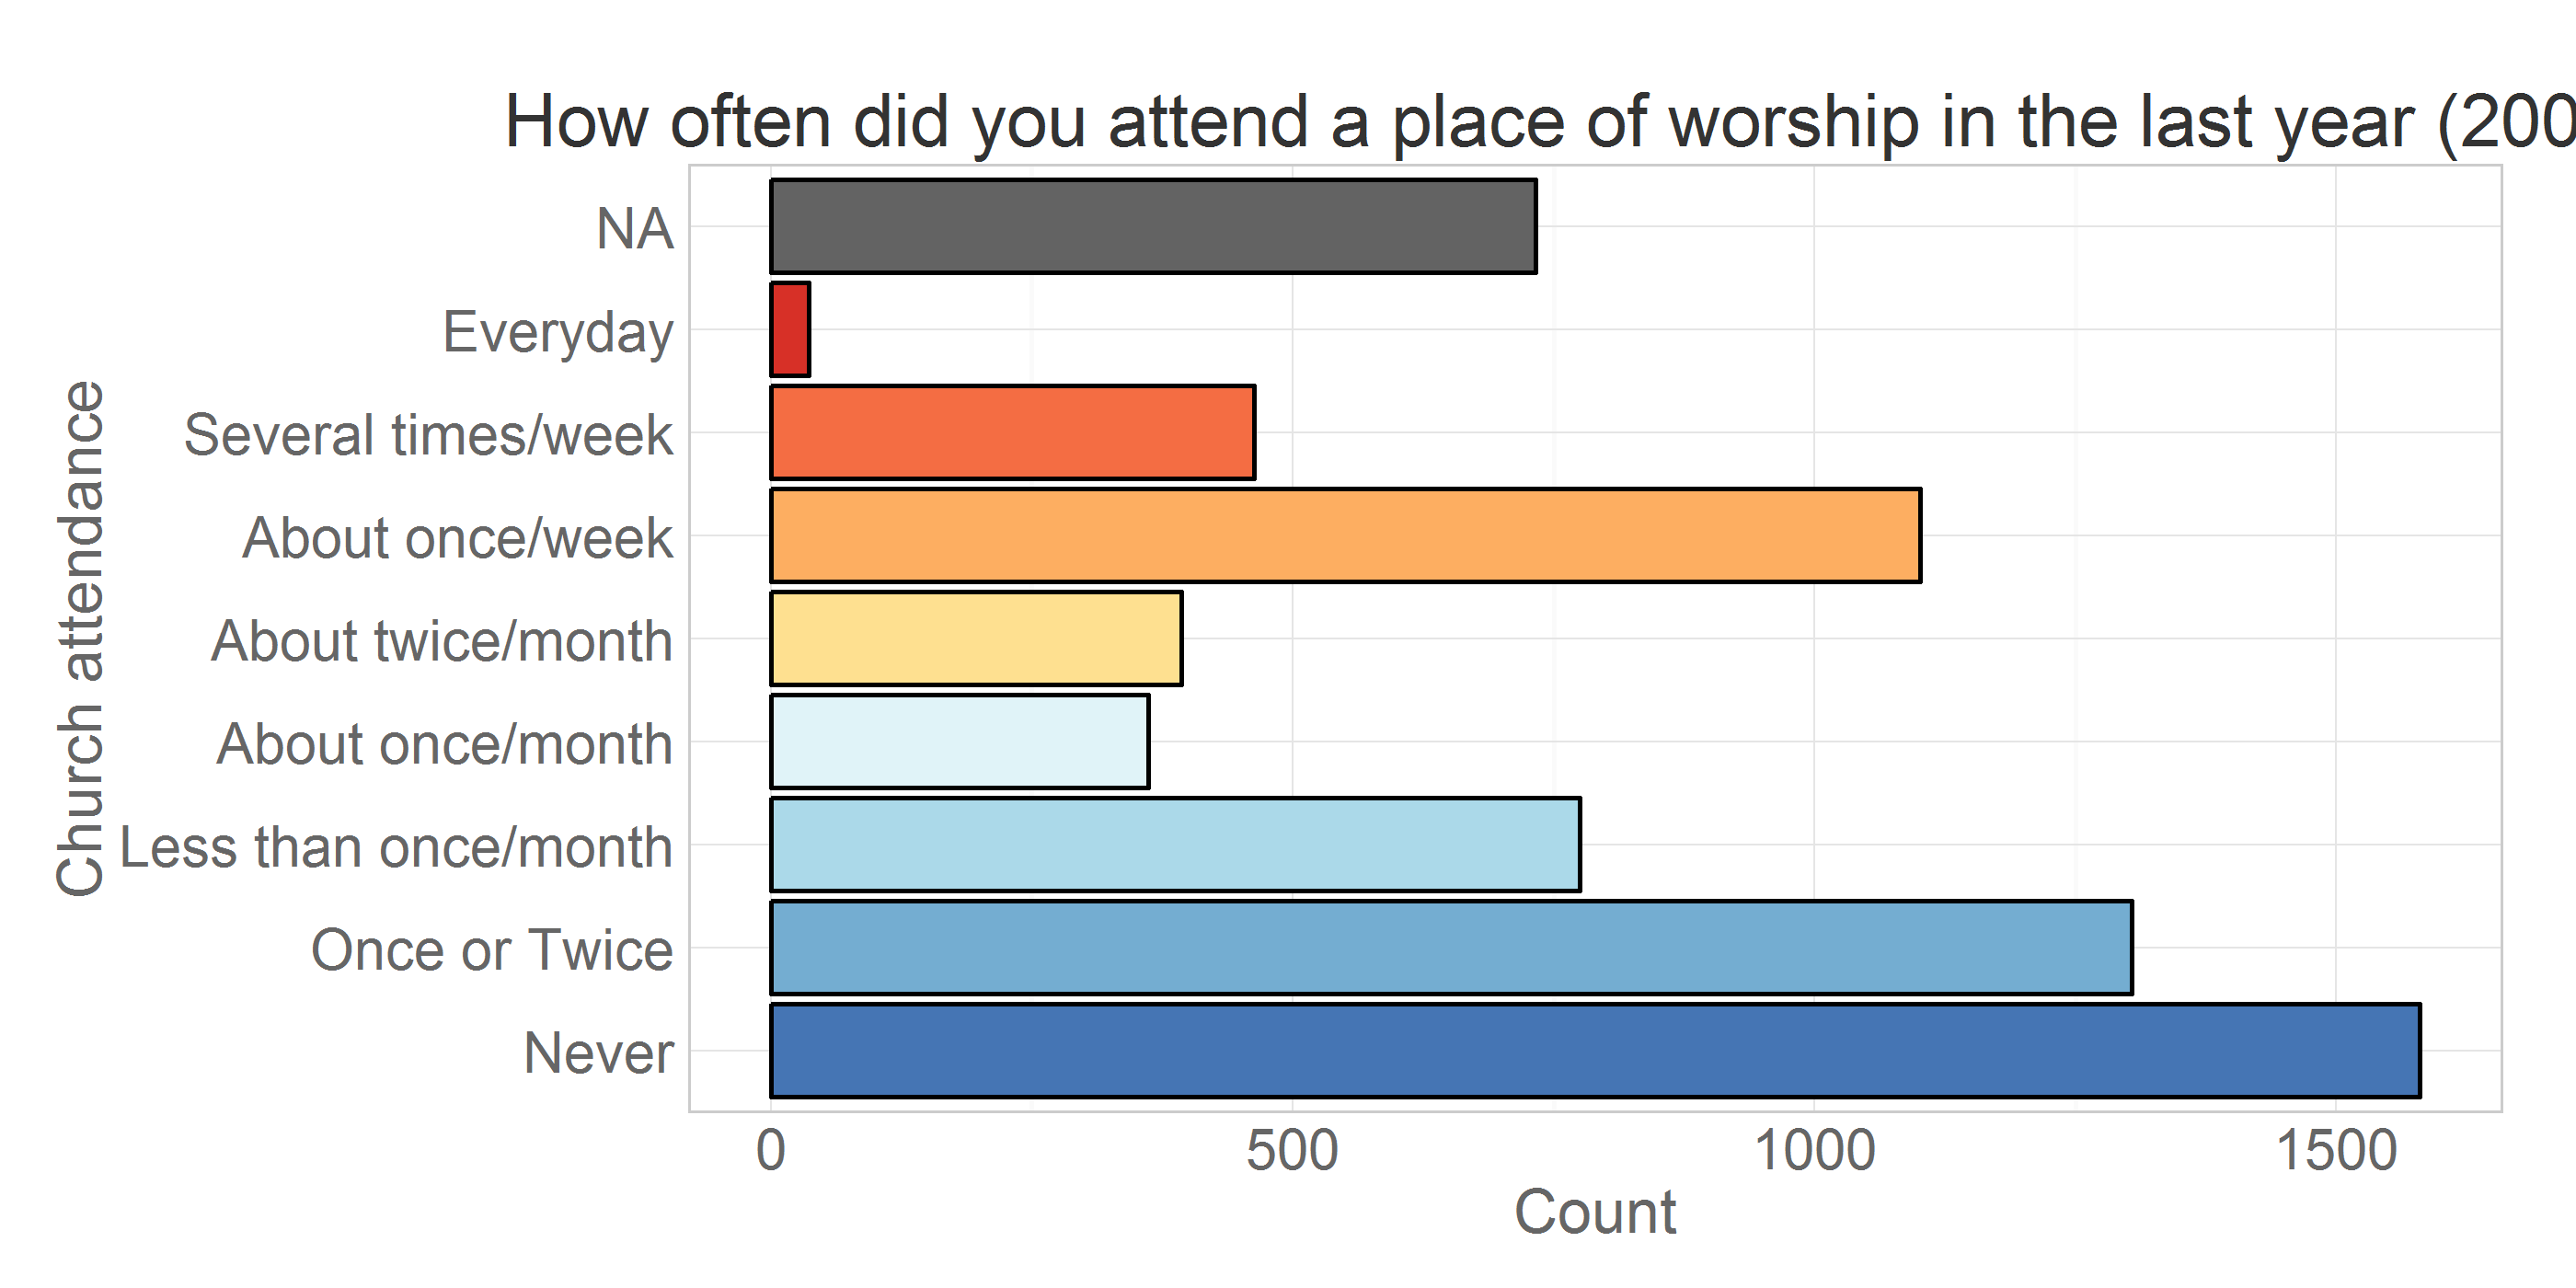 How often did you attend a place of worship in the last year (200
NA
Everyday
Several times/week
About once/week
About twice/month
About once/month
Less than once/month
Once or Twice
Never
Church attendance
0 500 1000 1500
Count